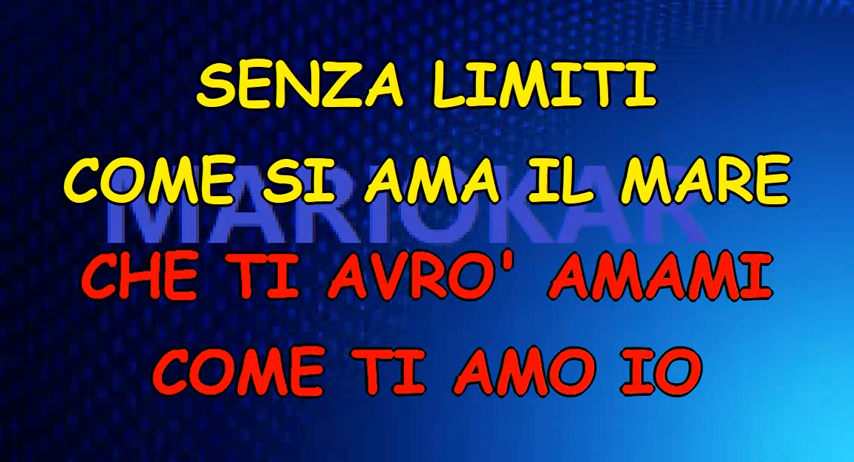 SENZA LIMITI
COME SI AMA IL MARE
MARIOKAR
CHE TI AVRO' AMAMI
COME TI AMO IO